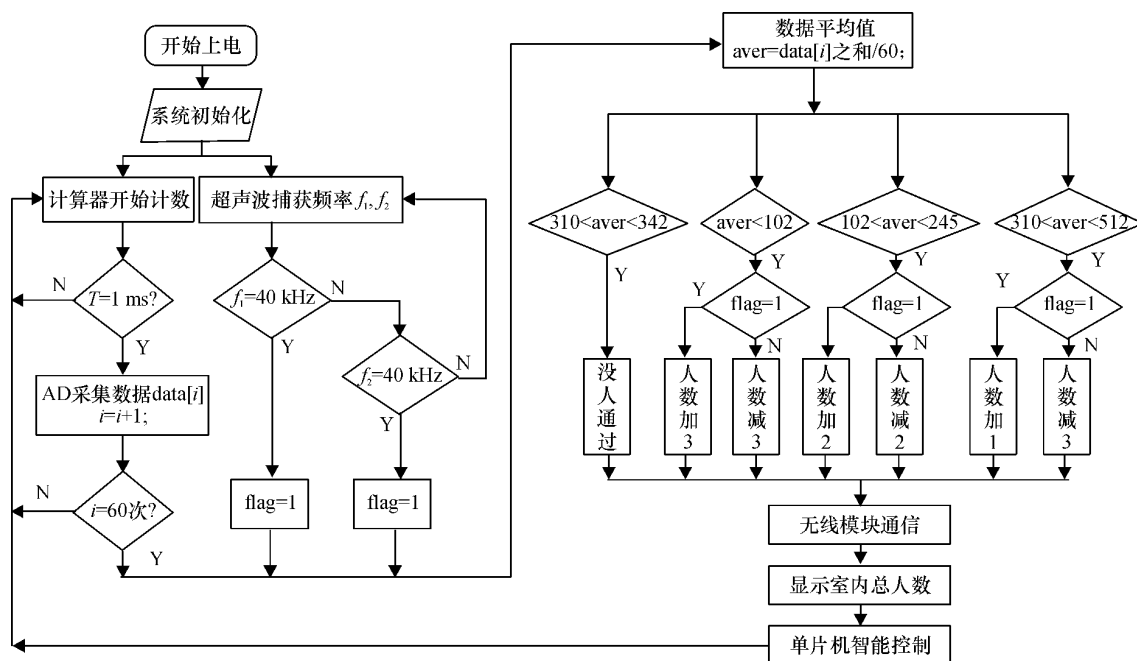 开始上电
系统初始化
计算器开始计数
超声波捕获频率 f₁, f₂
N
T=1 ms?
Y
AD采集数据data[i]
i=i+1;
N
i=60次?
Y
f₁=40 kHz
N
Y
f₂=40 kHz
N
Y
flag=1
flag=1
数据平均值
aver=data[i]之和/60;
310<aver<342
aver<102
102<aver<245
310<aver<512
Y
Y
Y
Y
Y
flag=1
Y
flag=1
Y
flag=1
N
N
N
没人通过
人数加3
人数减3
人数加2
人数减2
人数加1
人数减3
无线模块通信
显示室内总人数
单片机智能控制